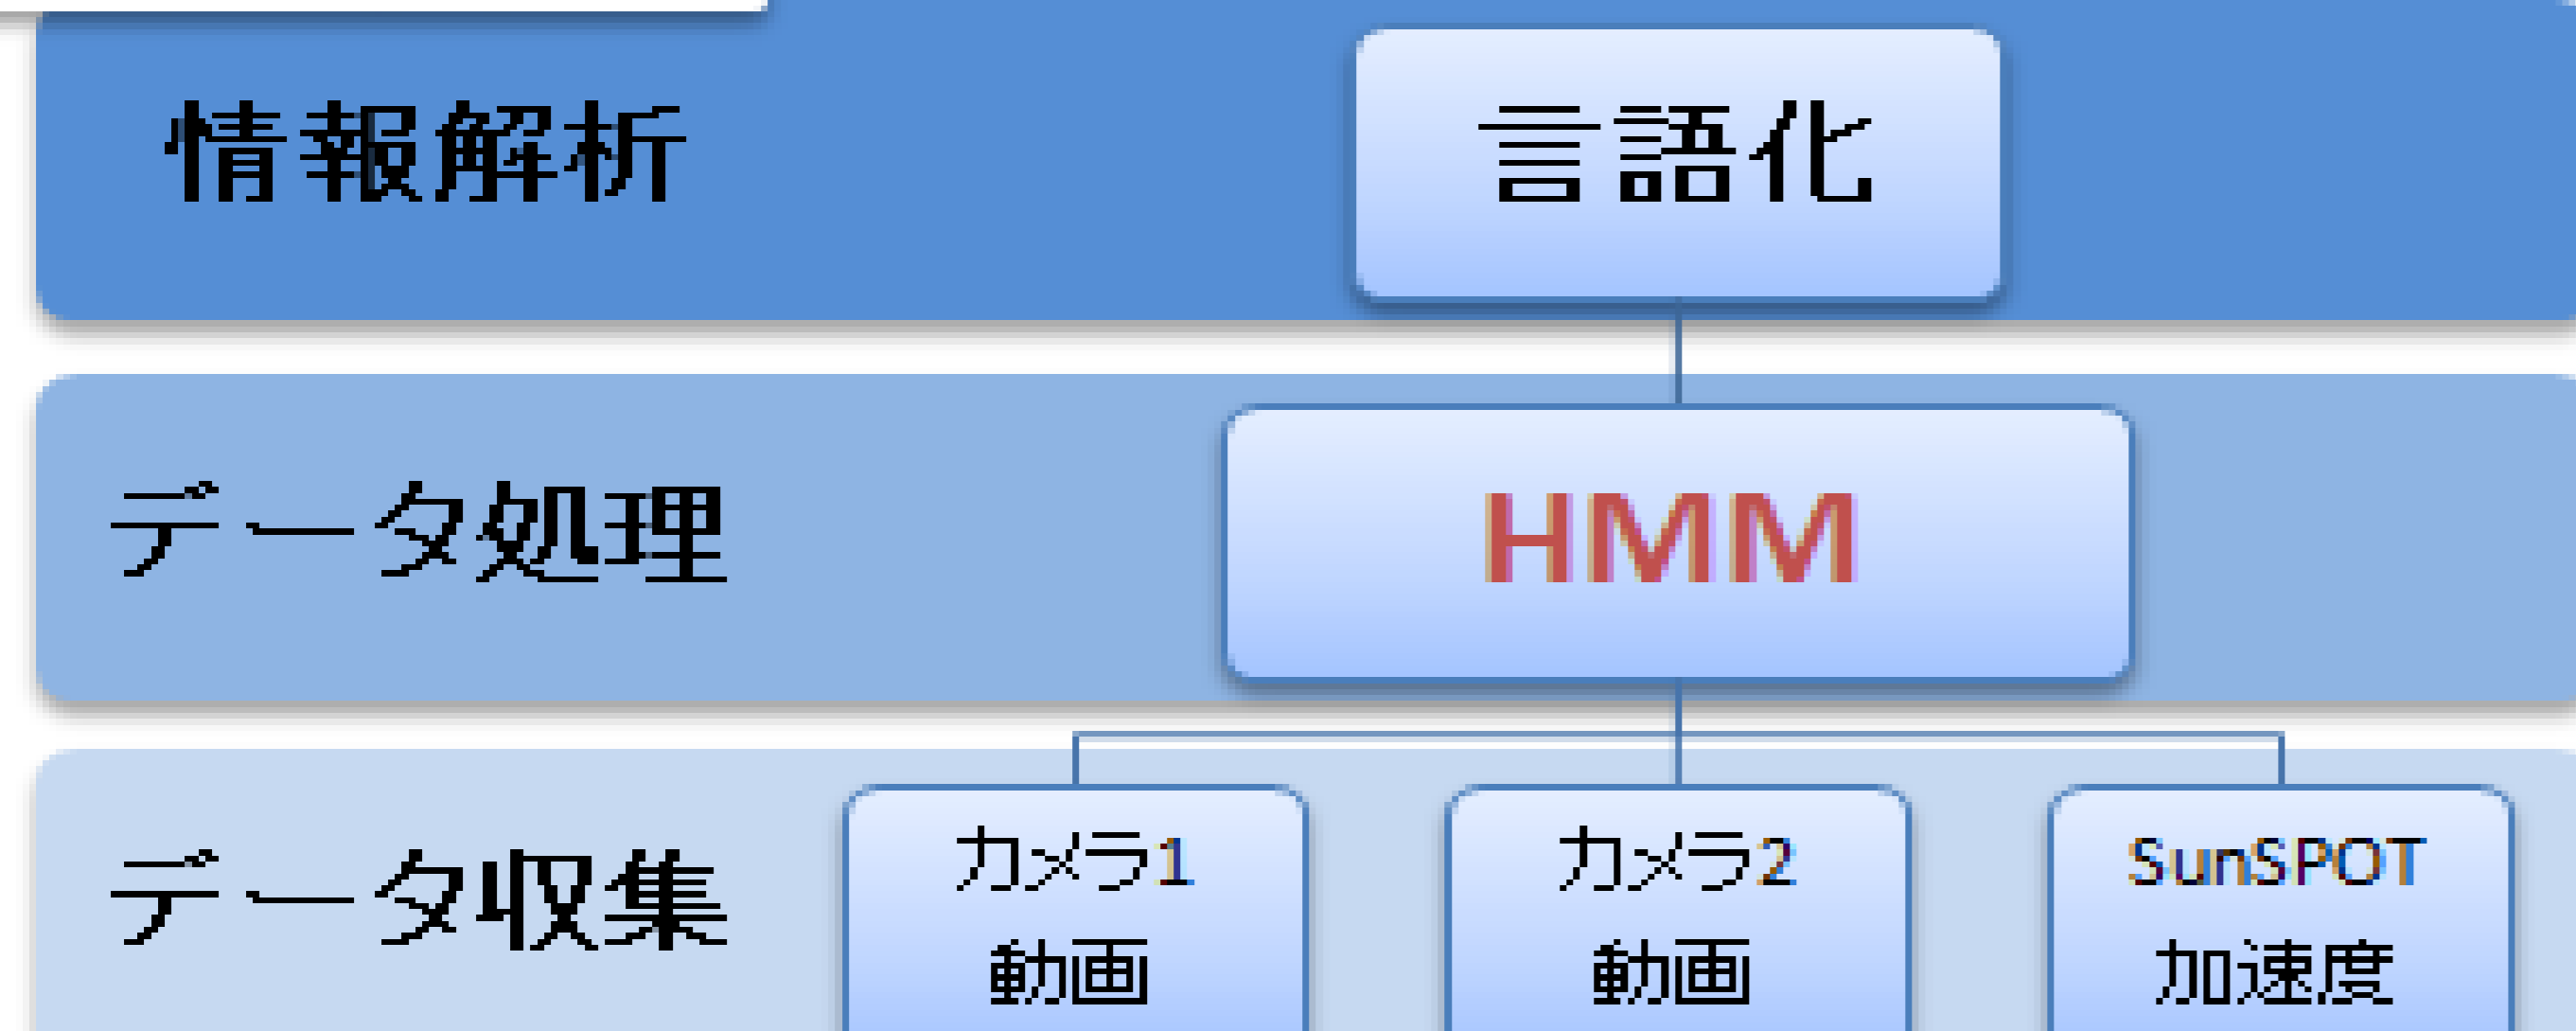 情報解析
言語化
データ処理
HMM
データ収集
カメラ1
動画
カメラ2
動画
SunSPOT
加速度